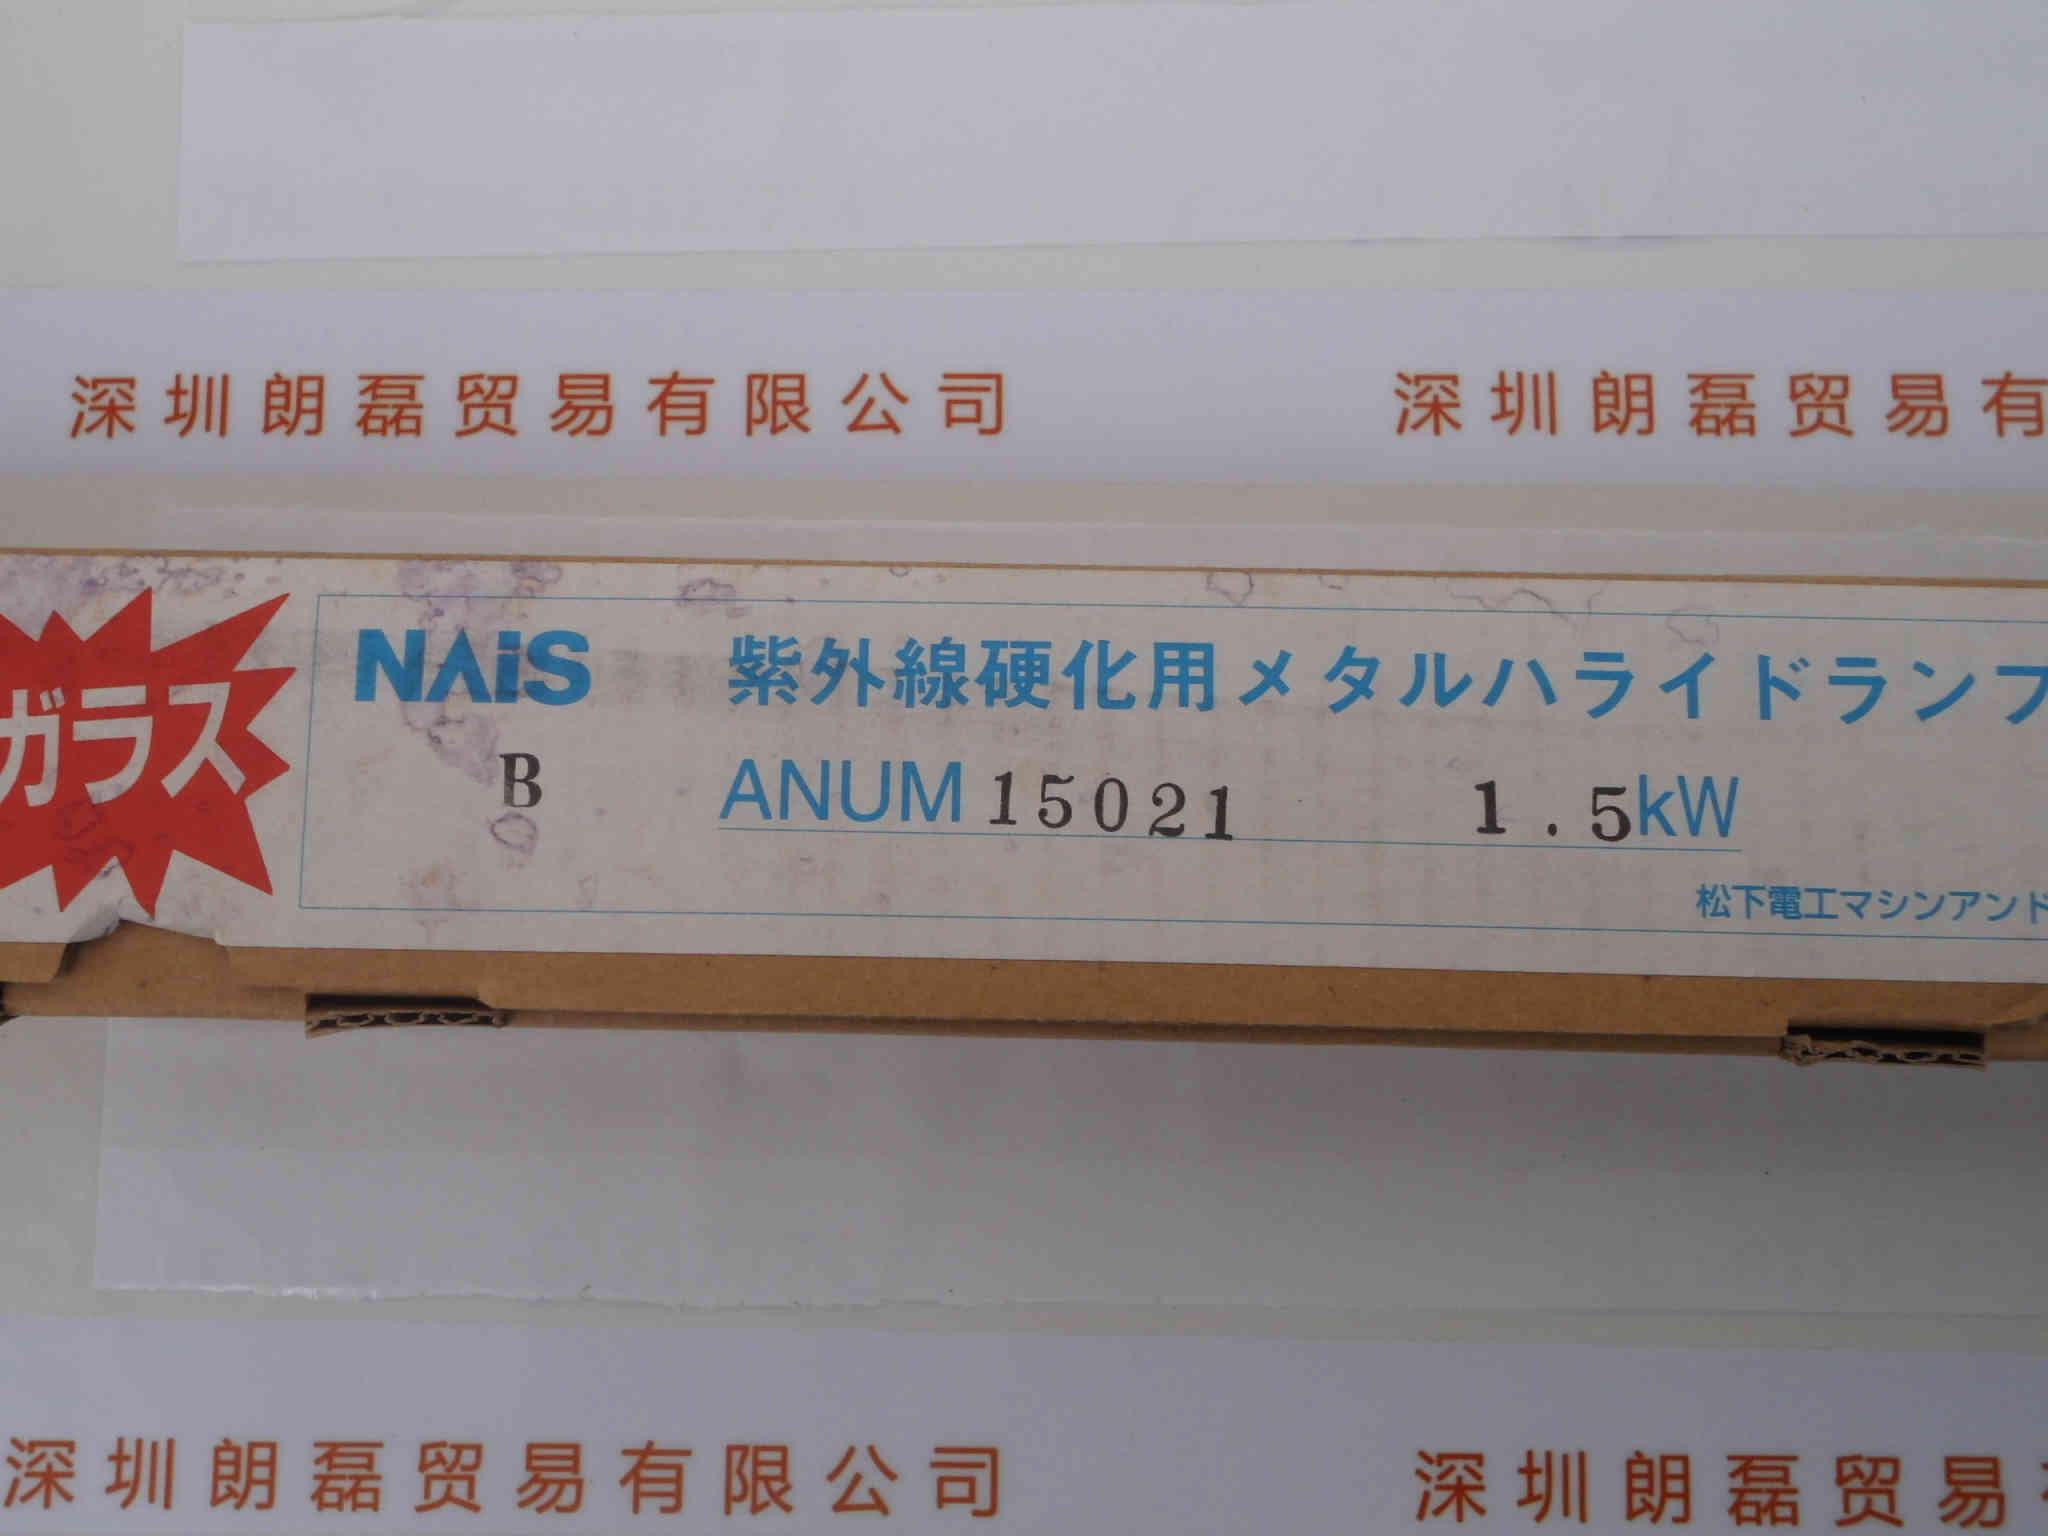 深圳朗磊贸易有限公司 深圳朗磊贸易有
ガラス
NAiS 紫外線硬化用メタルハライドランプ
B ANUM 15021 1.5kW
松下電工マシンアンド
深圳朗磊贸易有限公司 深圳朗磊贸易